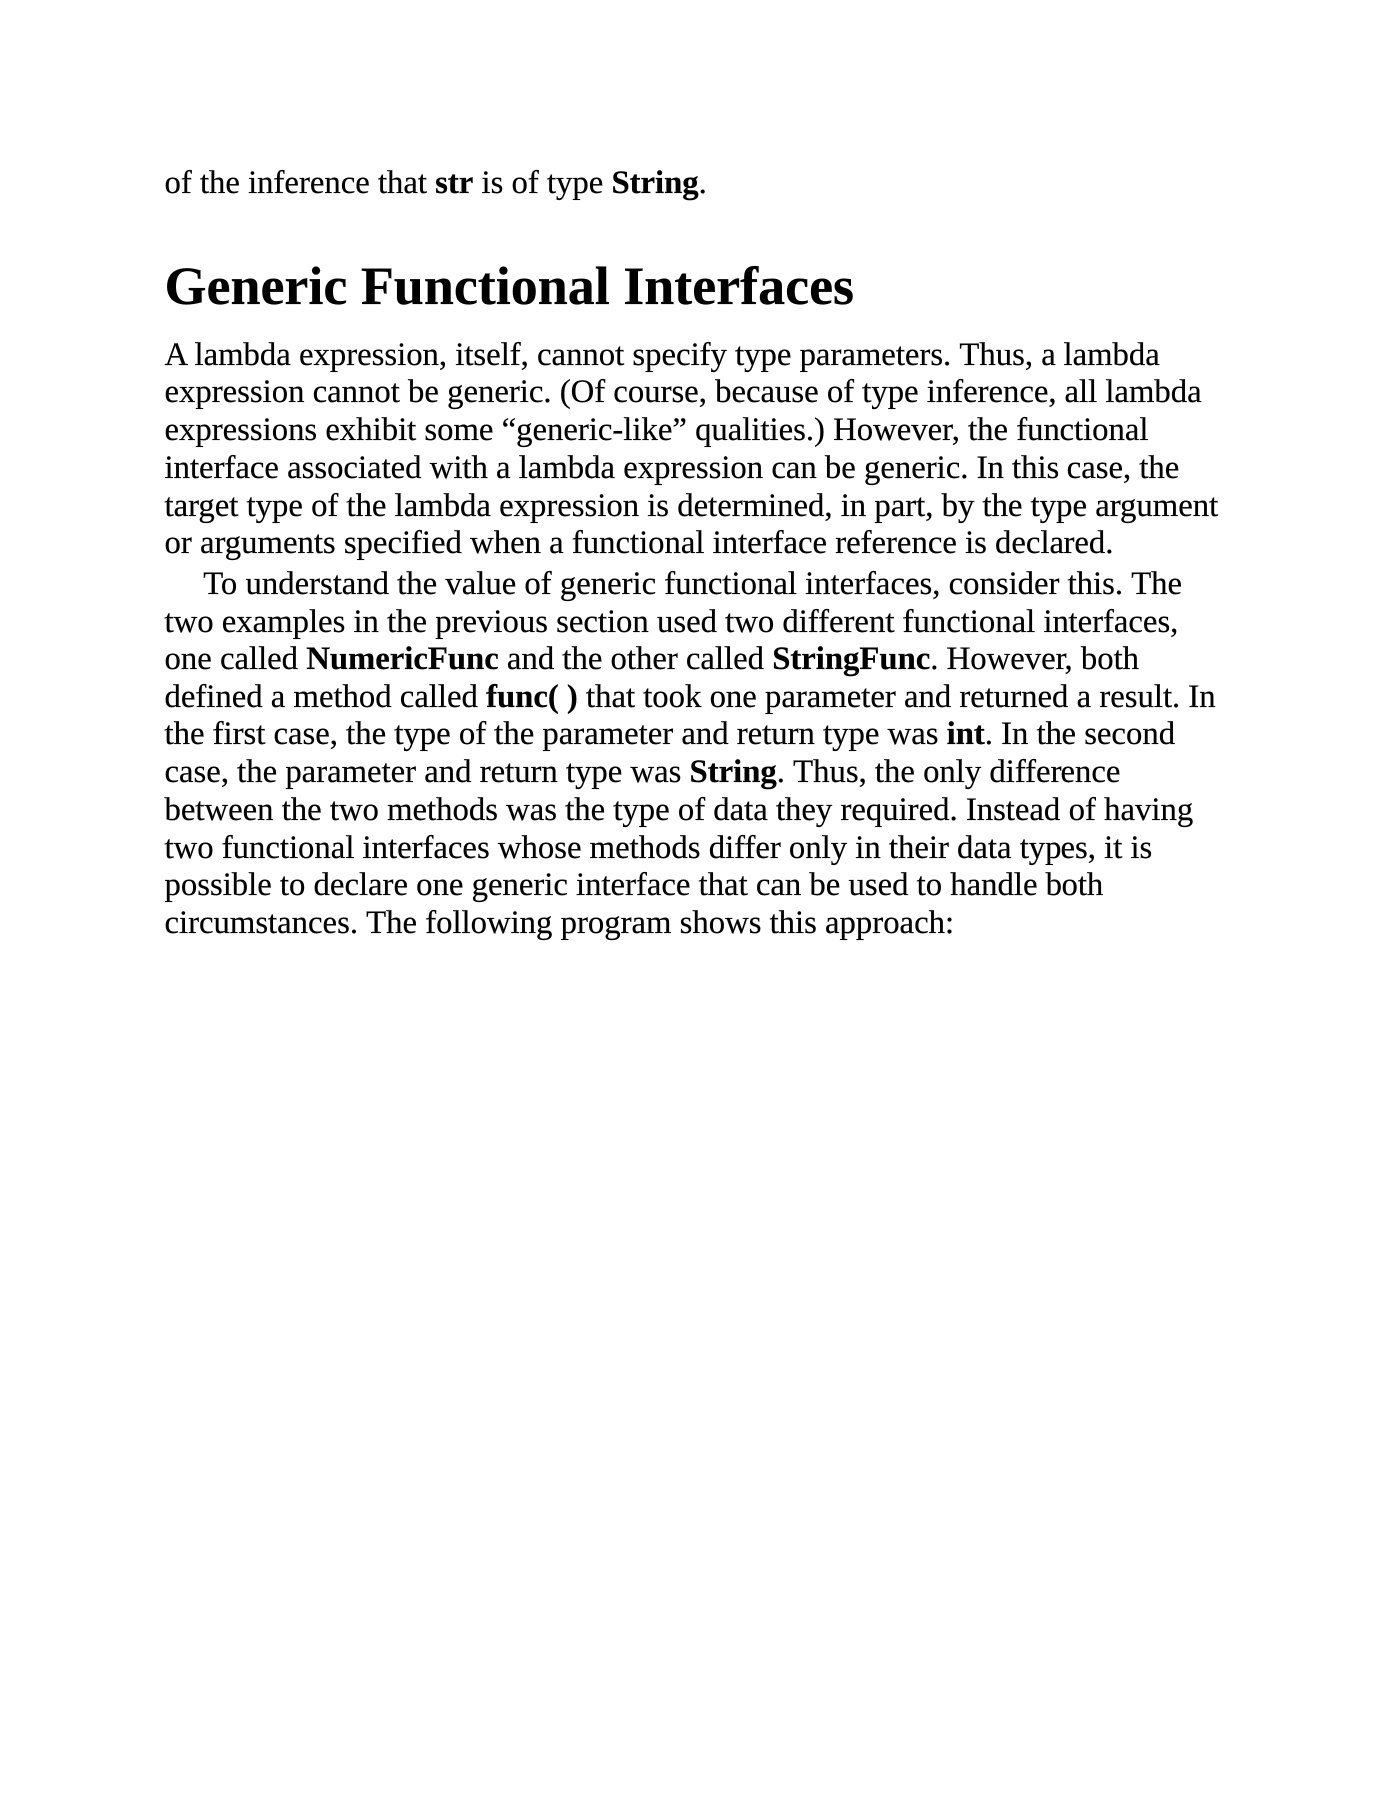 of the inference that str is of type String.
Generic Functional Interfaces
A lambda expression, itself, cannot specify type parameters. Thus, a lambda
expression cannot be generic. (Of course, because of type inference, all lambda
expressions exhibit some “generic-like” qualities.) However, the functional
interface associated with a lambda expression can be generic. In this case, the
target type of the lambda expression is determined, in part, by the type argument
or arguments specified when a functional interface reference is declared.
To understand the value of generic functional interfaces, consider this. The
two examples in the previous section used two different functional interfaces,
one called NumericFunc and the other called StringFunc. However, both
defined a method called func( ) that took one parameter and returned a result. In
the first case, the type of the parameter and return type was int. In the second
case, the parameter and return type was String. Thus, the only difference
between the two methods was the type of data they required. Instead of having
two functional interfaces whose methods differ only in their data types, it is
possible to declare one generic interface that can be used to handle both
circumstances. The following program shows this approach: